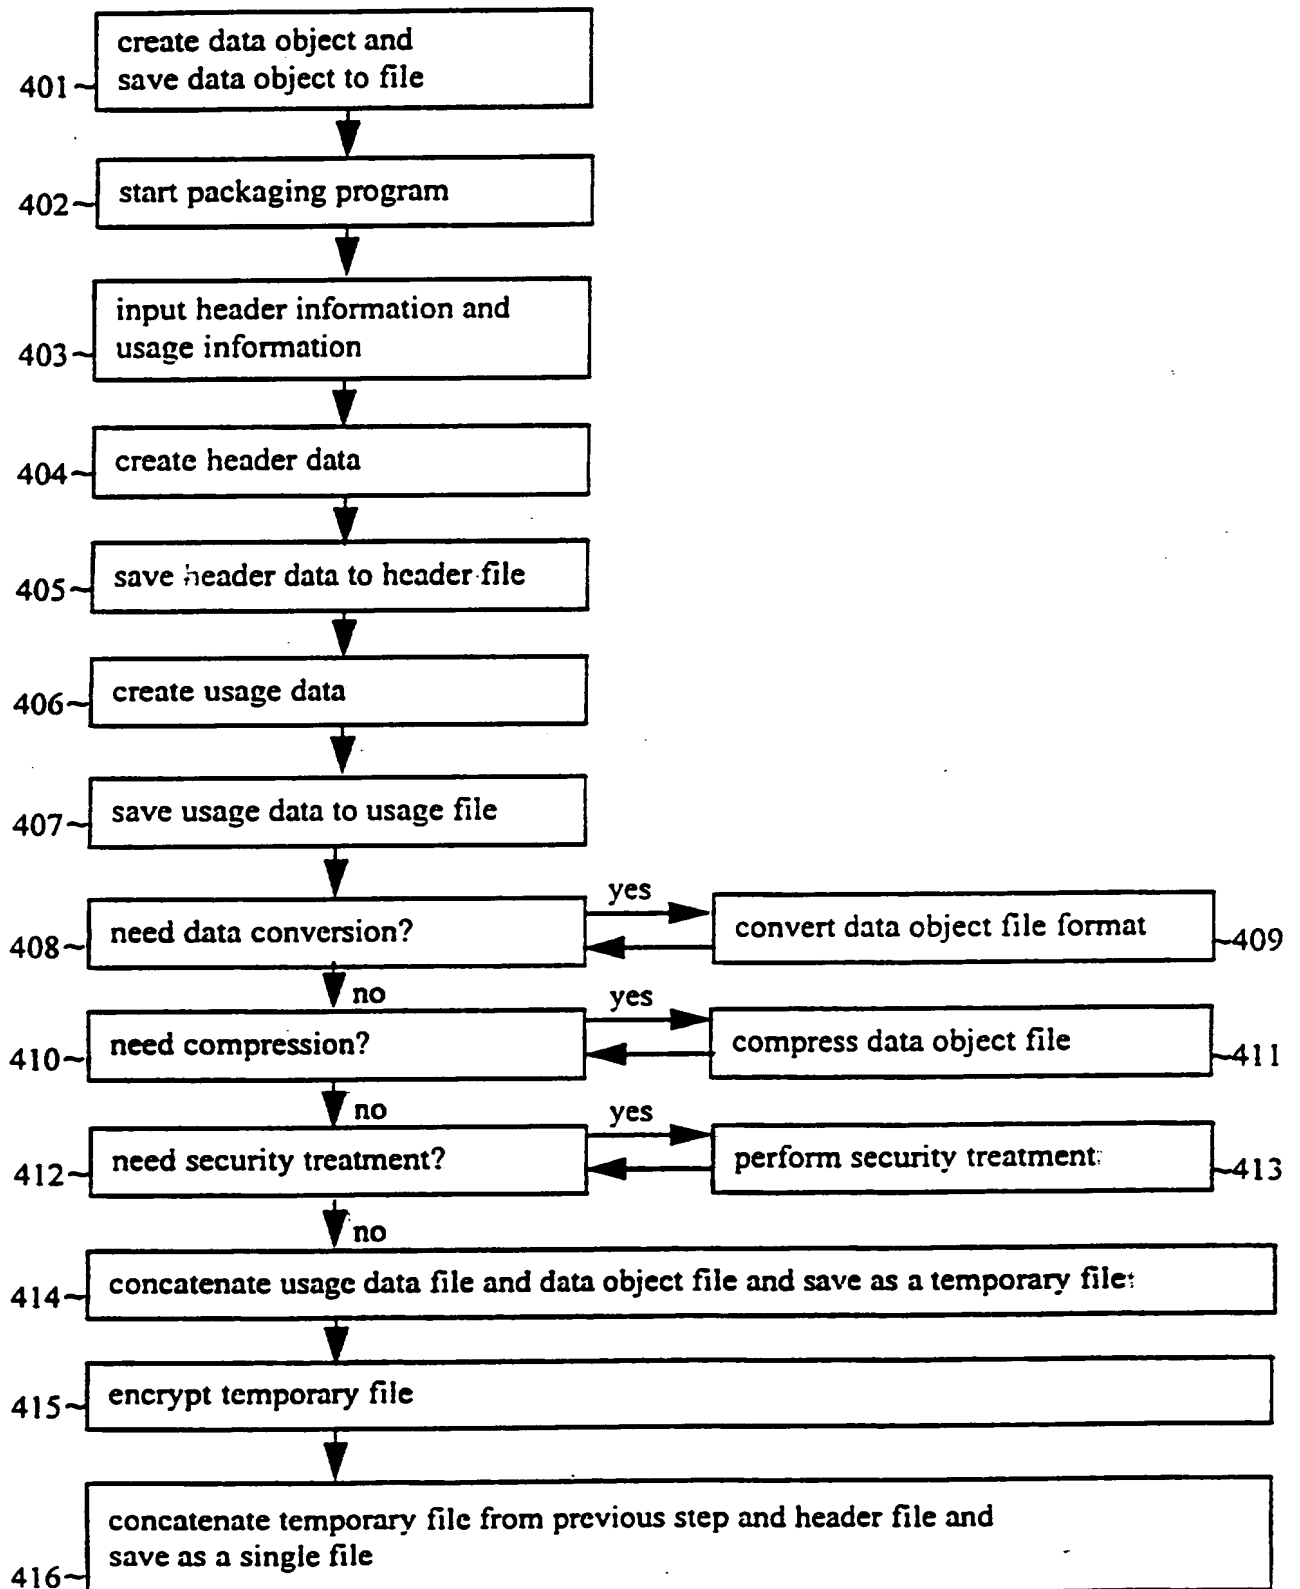 create data object and
save data object to file
401
start packaging program
402
input header information and
usage information
403
create header data
404
save header data to header file
405
create usage data
406
save usage data to usage file
407
need data conversion?
408
yes
convert data object file format
409
no
need compression?
410
yes
compress data object file
411
no
need security treatment?
412
yes
perform security treatment
413
no
concatenate usage data file and data object file and save as a temporary file
414
encrypt temporary file
415
concatenate temporary file from previous step and header file and
save as a single file
416